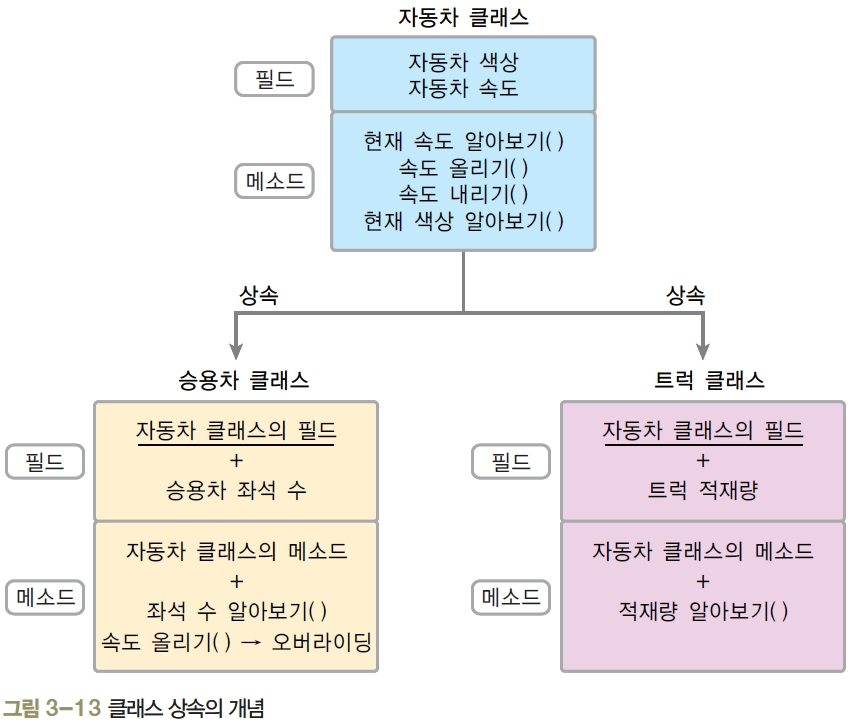 자동차 클래스
필드
자동차 색상
자동차 속도
메소드
현재 속도 알아보기( )
속도 올리기( )
속도 내리기( )
현재 색상 알아보기( )
상속
상속
승용차 클래스
필드
자동차 클래스의 필드
+
승용차 좌석 수
메소드
자동차 클래스의 메소드
+
좌석 수 알아보기( )
속도 올리기( ) → 오버라이딩
트럭 클래스
필드
자동차 클래스의 필드
+
트럭 적재량
메소드
자동차 클래스의 메소드
+
적재량 알아보기( )
그림 3-13 클래스 상속의 개념